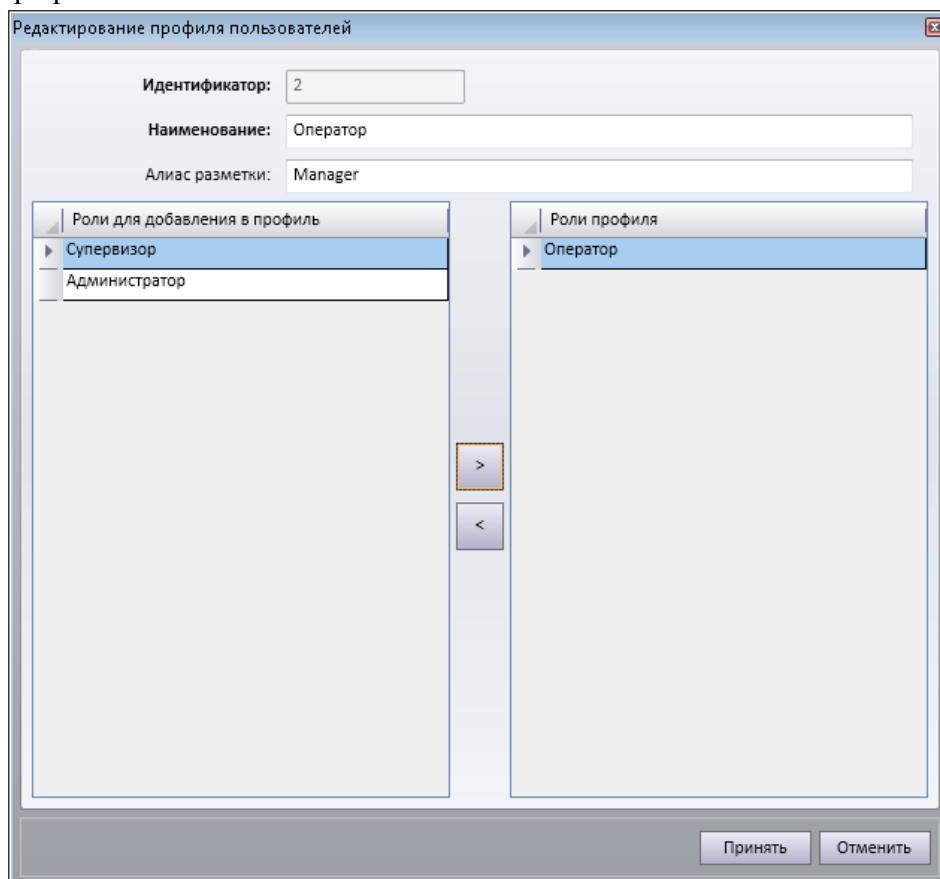 Редактирование профиля пользователей
Идентификатор: 2
Наименование: Оператор
Алиас разметки: Manager
Роли для добавления в профиль
Супервизор
Администратор
>
<
Роли профиля
Оператор
Принять Отменить